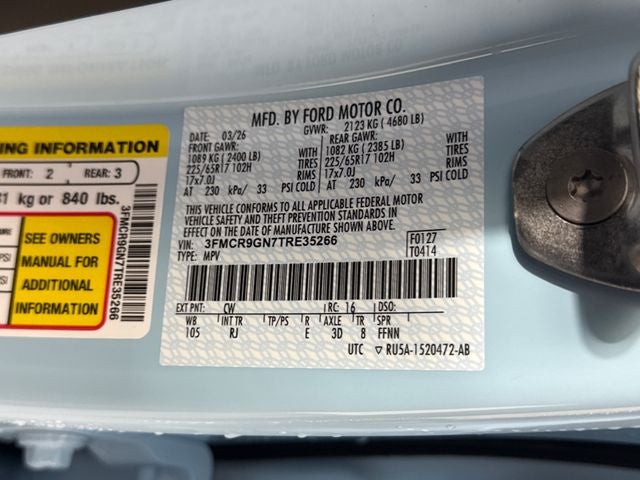 MFD. BY FORD MOTOR CO.
DATE: 03/26 GVWR: 2123 KG ( 4680 LB)
FRONT GAWR: REAR GAWR:
1089 KG ( 2400 LB) WITH 1082 KG ( 2385 LB) WITH
225/65R17 102H TIRES 225/65R17 102H TIRES
17x7.0J RIMS 17x7.0J RIMS
AT 230 kPa/ 33 PSI COLD AT 230 kPa/ 33 PSI COLD
THIS VEHICLE CONFORMS TO ALL APPLICABLE FEDERAL MOTOR
VEHICLE SAFETY AND THEFT PREVENTION STANDARDS IN
EFFECT ON THE DATE OF MANUFACTURE SHOWN ABOVE.
VIN: 3FMCR9GN7TRE35266 F0127
TYPE: MPV T0414
EXT PNT: CW RC: 16 DSO:
WB INT TR TP/PS R AXLE TR SPR
105 RJ E 3D 8 FFNN
UTC RU5A-1520472-AB
ING INFORMATION
FRONT: 2 REAR: 3
kg or 840 lbs.
SEE OWNERS
MANUAL FOR
ADDITIONAL
INFORMATION
3FMCR9GN7TRE35266